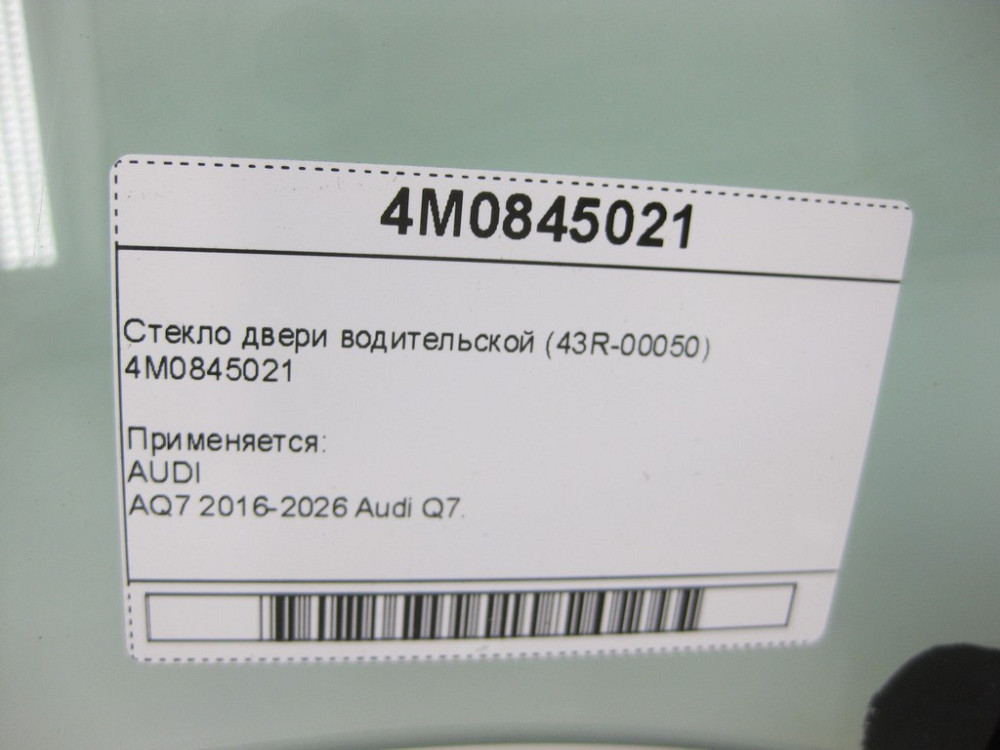 4M0845021
Стекло двери водительской (43R-00050)
4M0845021
Применяется:
AUDI
AQ7 2016-2026 Audi Q7.